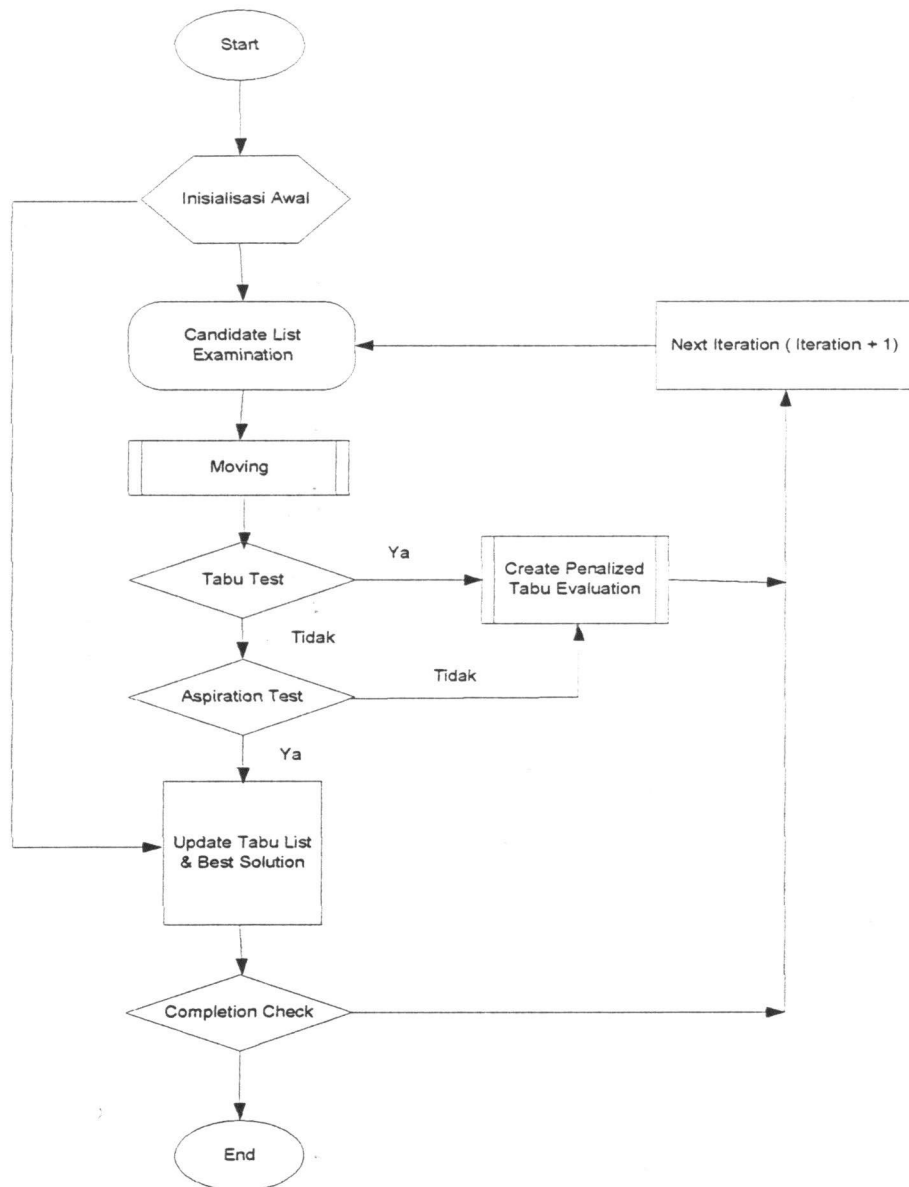 Start
Inisialisasi Awal
Candidate List
Examination
Next Iteration ( Iteration + 1)
Moving
Tabu Test
Ya
Create Penalized
Tabu Evaluation
Tidak
Aspiration Test
Tidak
Ya
Update Tabu List
& Best Solution
Completion Check
End